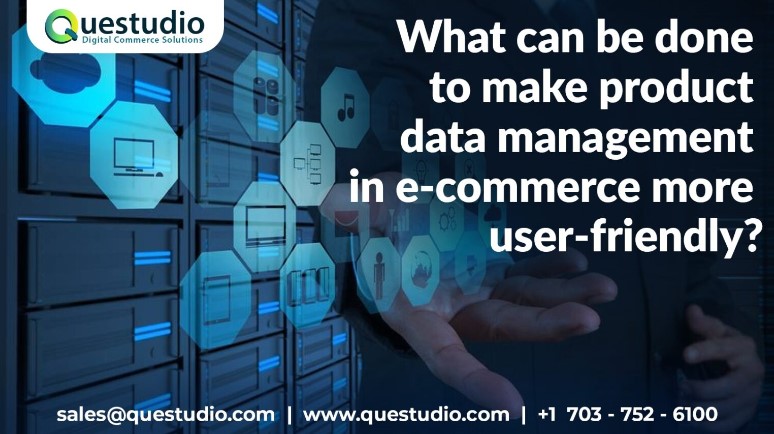 Questudio
Digital Commerce Solutions
What can be done
to make product
data management
in e-commerce more
user-friendly?
sales@questudio.com | www.questudio.com | +1 703 - 752 - 6100